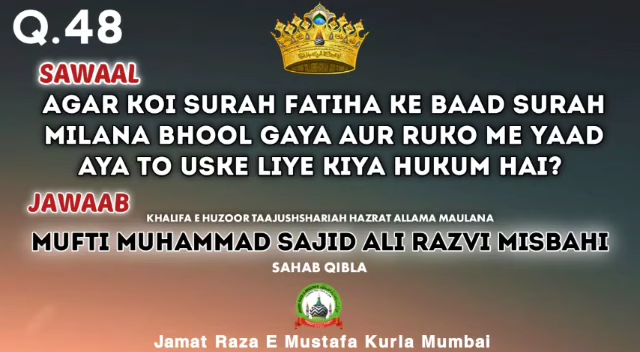 Q.48
SAWAAL
AGAR KOI SURAH FATIHA KE BAAD SURAH
MILANA BHOOL GAYA AUR RUKO ME YAAD
AYA TO USKE LIYE KIYA HUKUM HAI?
JAWAAB
KHALIFA E HUZOOR TAAJUSHSHARIAH HAZRAT ALLAMA MAULANA
MUFTI MUHAMMAD SAJID ALI RAZVI MISBAHI
SAHAB QIBLA
Jamat Raza E Mustafa Kurla Mumbai